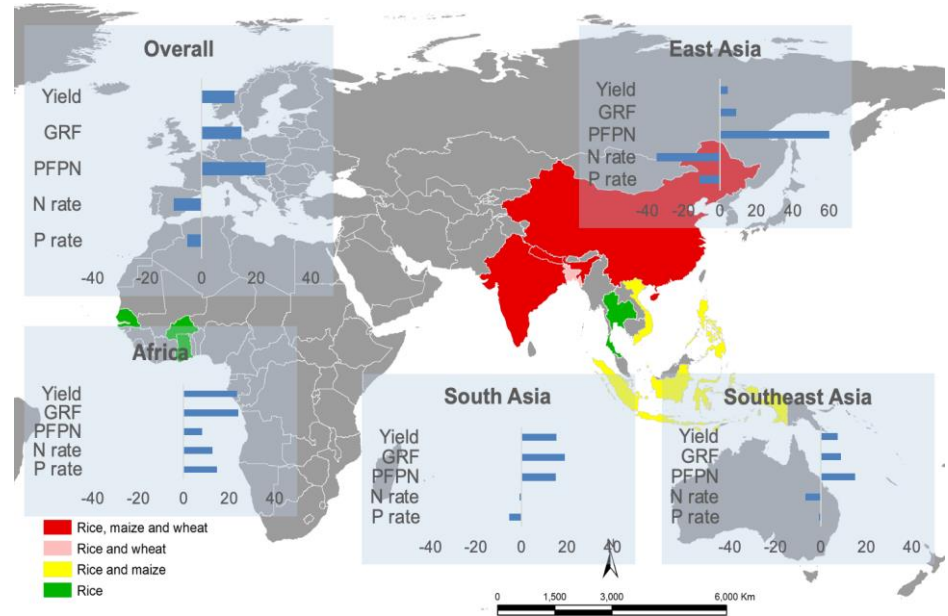 Overall
Yield
GRF
PFPN
N rate
P rate
-40 -20 0 20 40
East Asia
Yield
GRF
PFPN
N rate
P rate
-40 -20 0 20 40 60
Africa
Yield
GRF
PFPN
N rate
P rate
-40 -20 0 20 40
South Asia
Yield
GRF
PFPN
N rate
P rate
-40 -20 0 20 40
Southeast Asia
Yield
GRF
PFPN
N rate
P rate
-40 -20 0 20 40
Rice, maize and wheat
Rice and wheat
Rice and maize
Rice
N
0 1,500 3,000 6,000 Km